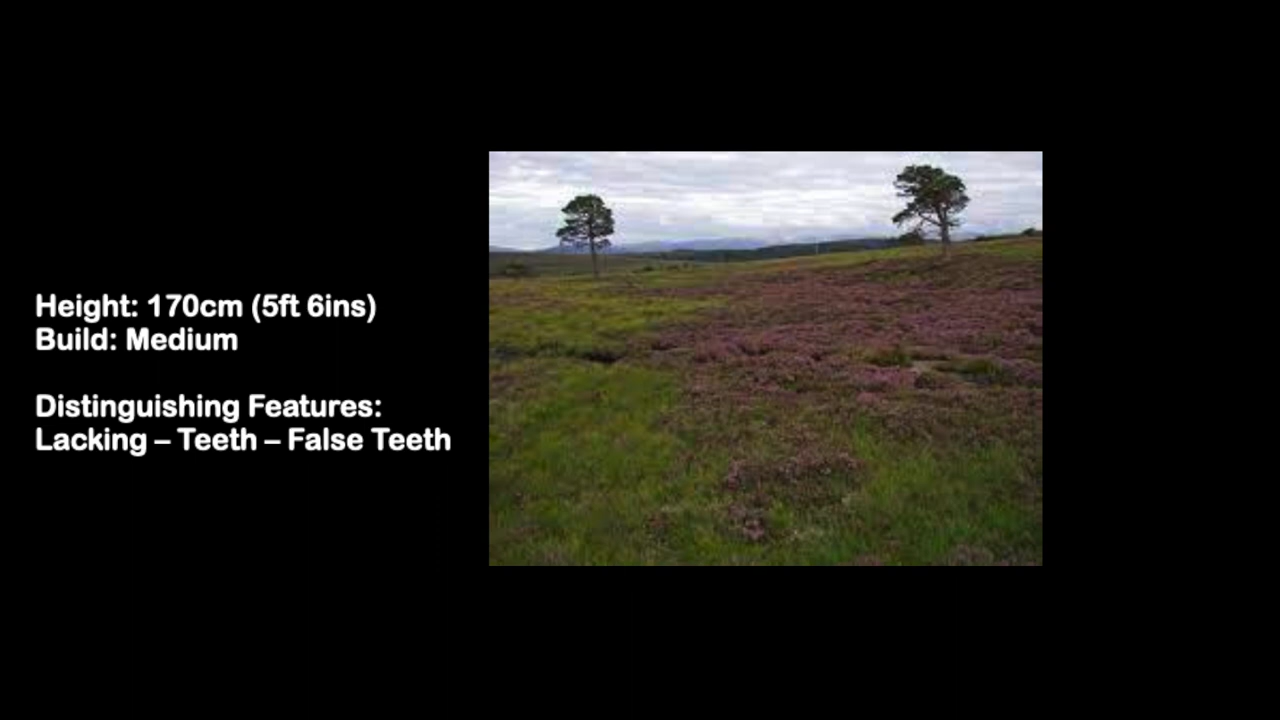 Height: 170cm (5ft 6ins)
Build: Medium
Distinguishing Features:
Lacking – Teeth – False Teeth